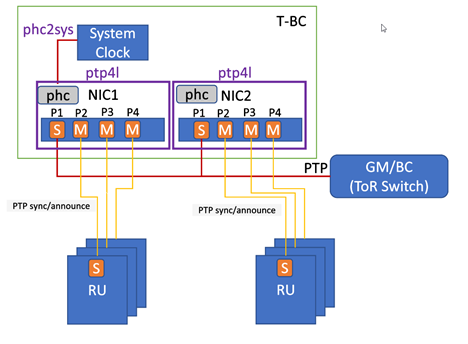 T-BC
phc2sys
System
Clock
ptp4l
ptp4l
phc
NIC1
phc
NIC2
P1 P2 P3 P4
P1 P2 P3 P4
S M M M
S M M M
PTP
GM/BC
(ToR Switch)
PTP sync/announce
PTP sync/announce
S
RU
S
RU